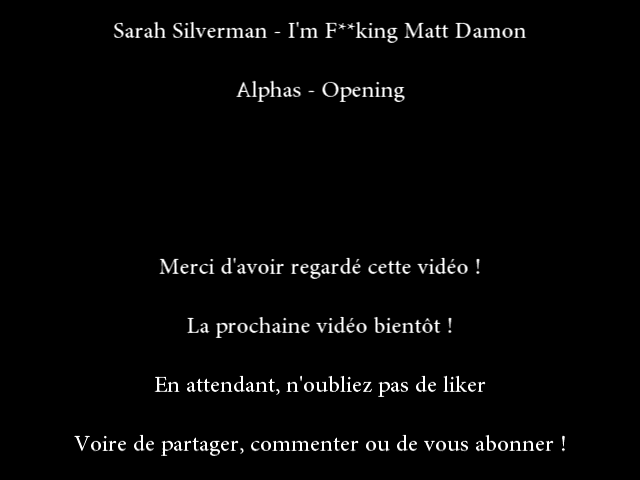 Sarah Silverman - I'm F**king Matt Damon
Alphas - Opening
Merci d'avoir regardé cette vidéo !
La prochaine vidéo bientôt !
En attendant, n'oubliez pas de liker
Voire de partager, commenter ou de vous abonner !